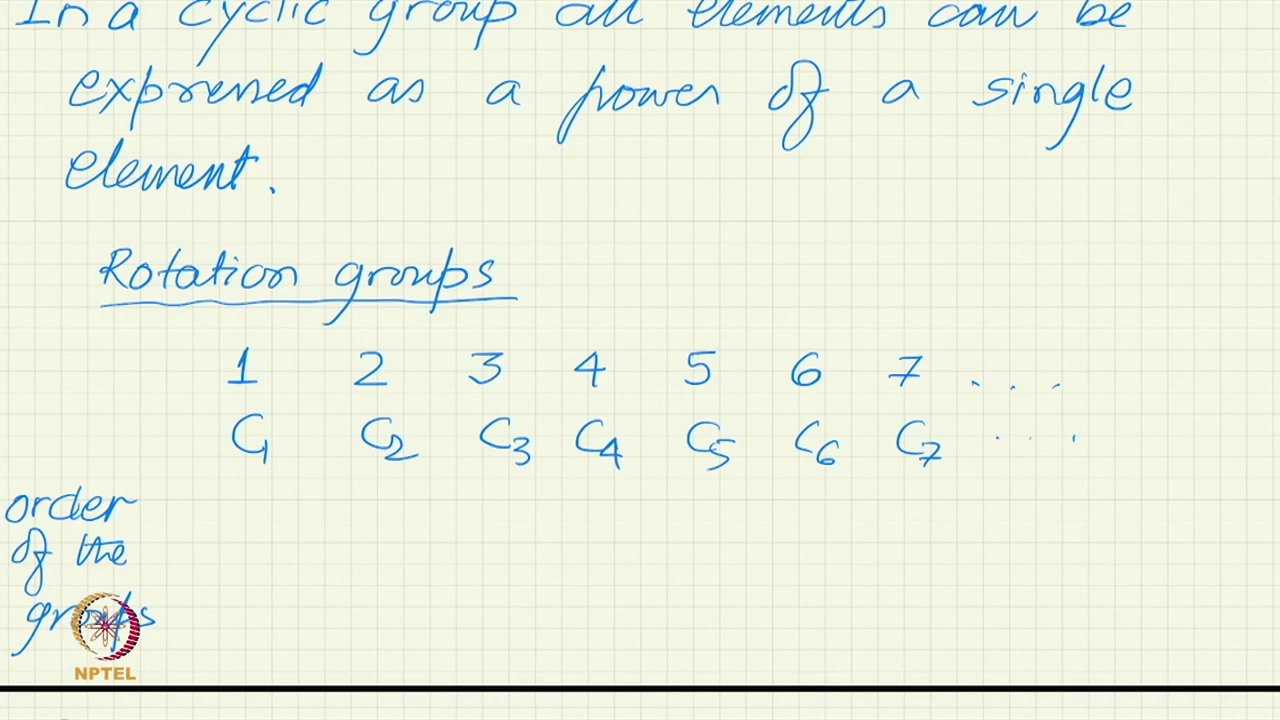 In a cyclic group all elements can be
expressed as a power of a single
element.
Rotation groups
1 2 3 4 5 6 7 . . .
C₁ C₂ C₃ C₄ C₅ C₆ C₇ . . .
order
of the
groups
NPTEL